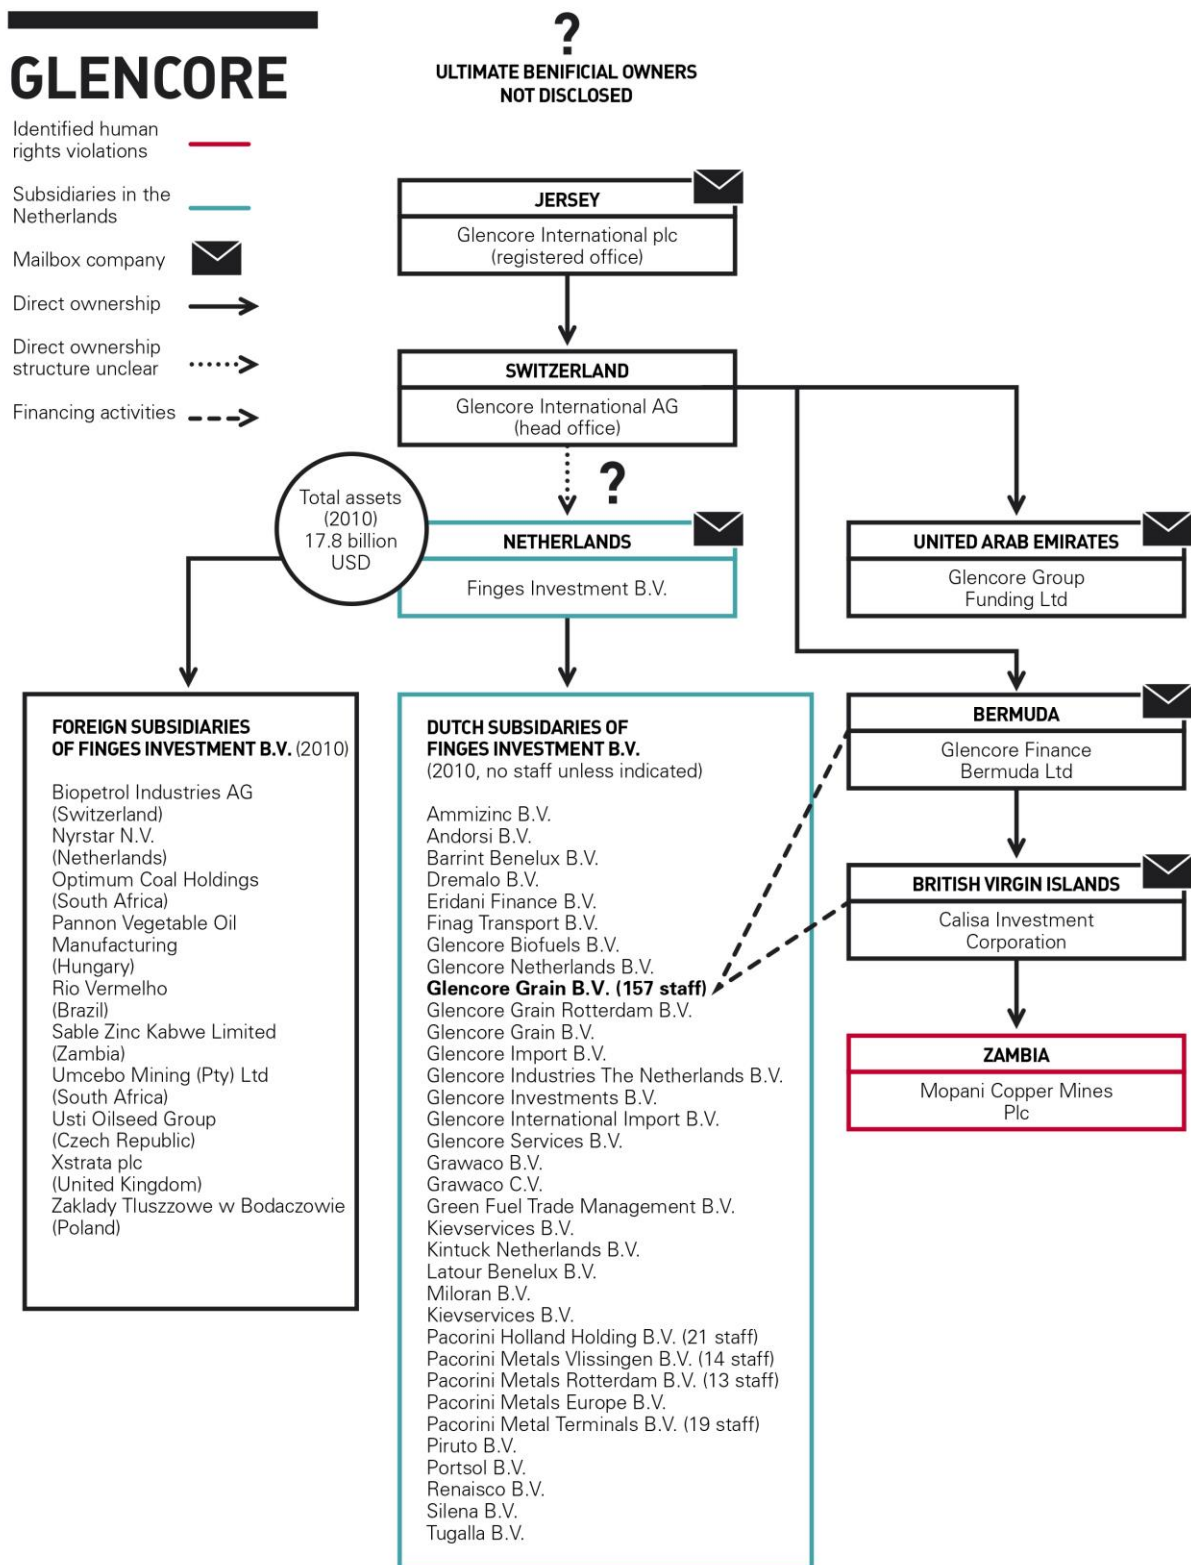 GLENCORE
Identified human
rights violations
Subsidiaries in the
Netherlands
Mailbox company
Direct ownership
Direct ownership
structure unclear
Financing activities
?
ULTIMATE BENIFICIAL OWNERS
NOT DISCLOSED
JERSEY
Glencore International plc
(registered office)
SWITZERLAND
Glencore International AG
(head office)
?
Total assets
(2010)
17.8 billion
USD
NETHERLANDS
Finges Investment B.V.
UNITED ARAB EMIRATES
Glencore Group
Funding Ltd
BERMUDA
Glencore Finance
Bermuda Ltd
BRITISH VIRGIN ISLANDS
Calisa Investment
Corporation
ZAMBIA
Mopani Copper Mines
Plc
FOREIGN SUBSIDIARIES
OF FINGES INVESTMENT B.V. (2010)
Biopetrol Industries AG
(Switzerland)
Nyrstar N.V.
(Netherlands)
Optimum Coal Holdings
(South Africa)
Pannon Vegetable Oil
Manufacturing
(Hungary)
Rio Vermelho
(Brazil)
Sable Zinc Kabwe Limited
(Zambia)
Umcebo Mining (Pty) Ltd
(South Africa)
Usti Oilseed Group
(Czech Republic)
Xstrata plc
(United Kingdom)
Zaklady Tluszzowe w Bodaczowie
(Poland)
DUTCH SUBSIDARIES OF
FINGES INVESTMENT B.V.
(2010, no staff unless indicated)
Ammizinc B.V.
Andorsi B.V.
Barrint Benelux B.V.
Dremalo B.V.
Eridani Finance B.V.
Finag Transport B.V.
Glencore Biofuels B.V.
Glencore Netherlands B.V.
Glencore Grain B.V. (157 staff)
Glencore Grain Rotterdam B.V.
Glencore Grain B.V.
Glencore Import B.V.
Glencore Industries The Netherlands B.V.
Glencore Investments B.V.
Glencore International Import B.V.
Glencore Services B.V.
Grawaco B.V.
Grawaco C.V.
Green Fuel Trade Management B.V.
Kievservices B.V.
Kintuck Netherlands B.V.
Latour Benelux B.V.
Miloran B.V.
Kievservices B.V.
Pacorini Holland Holding B.V. (21 staff)
Pacorini Metals Vlissingen B.V. (14 staff)
Pacorini Metals Rotterdam B.V. (13 staff)
Pacorini Metals Europe B.V.
Pacorini Metal Terminals B.V. (19 staff)
Piruto B.V.
Portsol B.V.
Renaisco B.V.
Silena B.V.
Tugalla B.V.